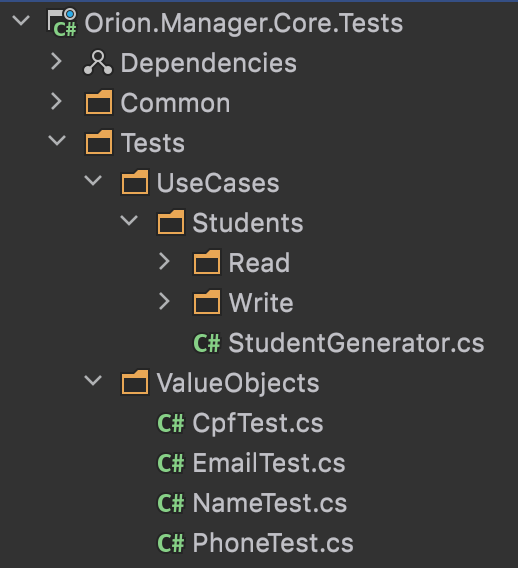 C# Orion.Manager.Core.Tests
Dependencies
Common
Tests
UseCases
Students
Read
Write
C# StudentGenerator.cs
ValueObjects
C# CpfTest.cs
C# EmailTest.cs
C# NameTest.cs
C# PhoneTest.cs